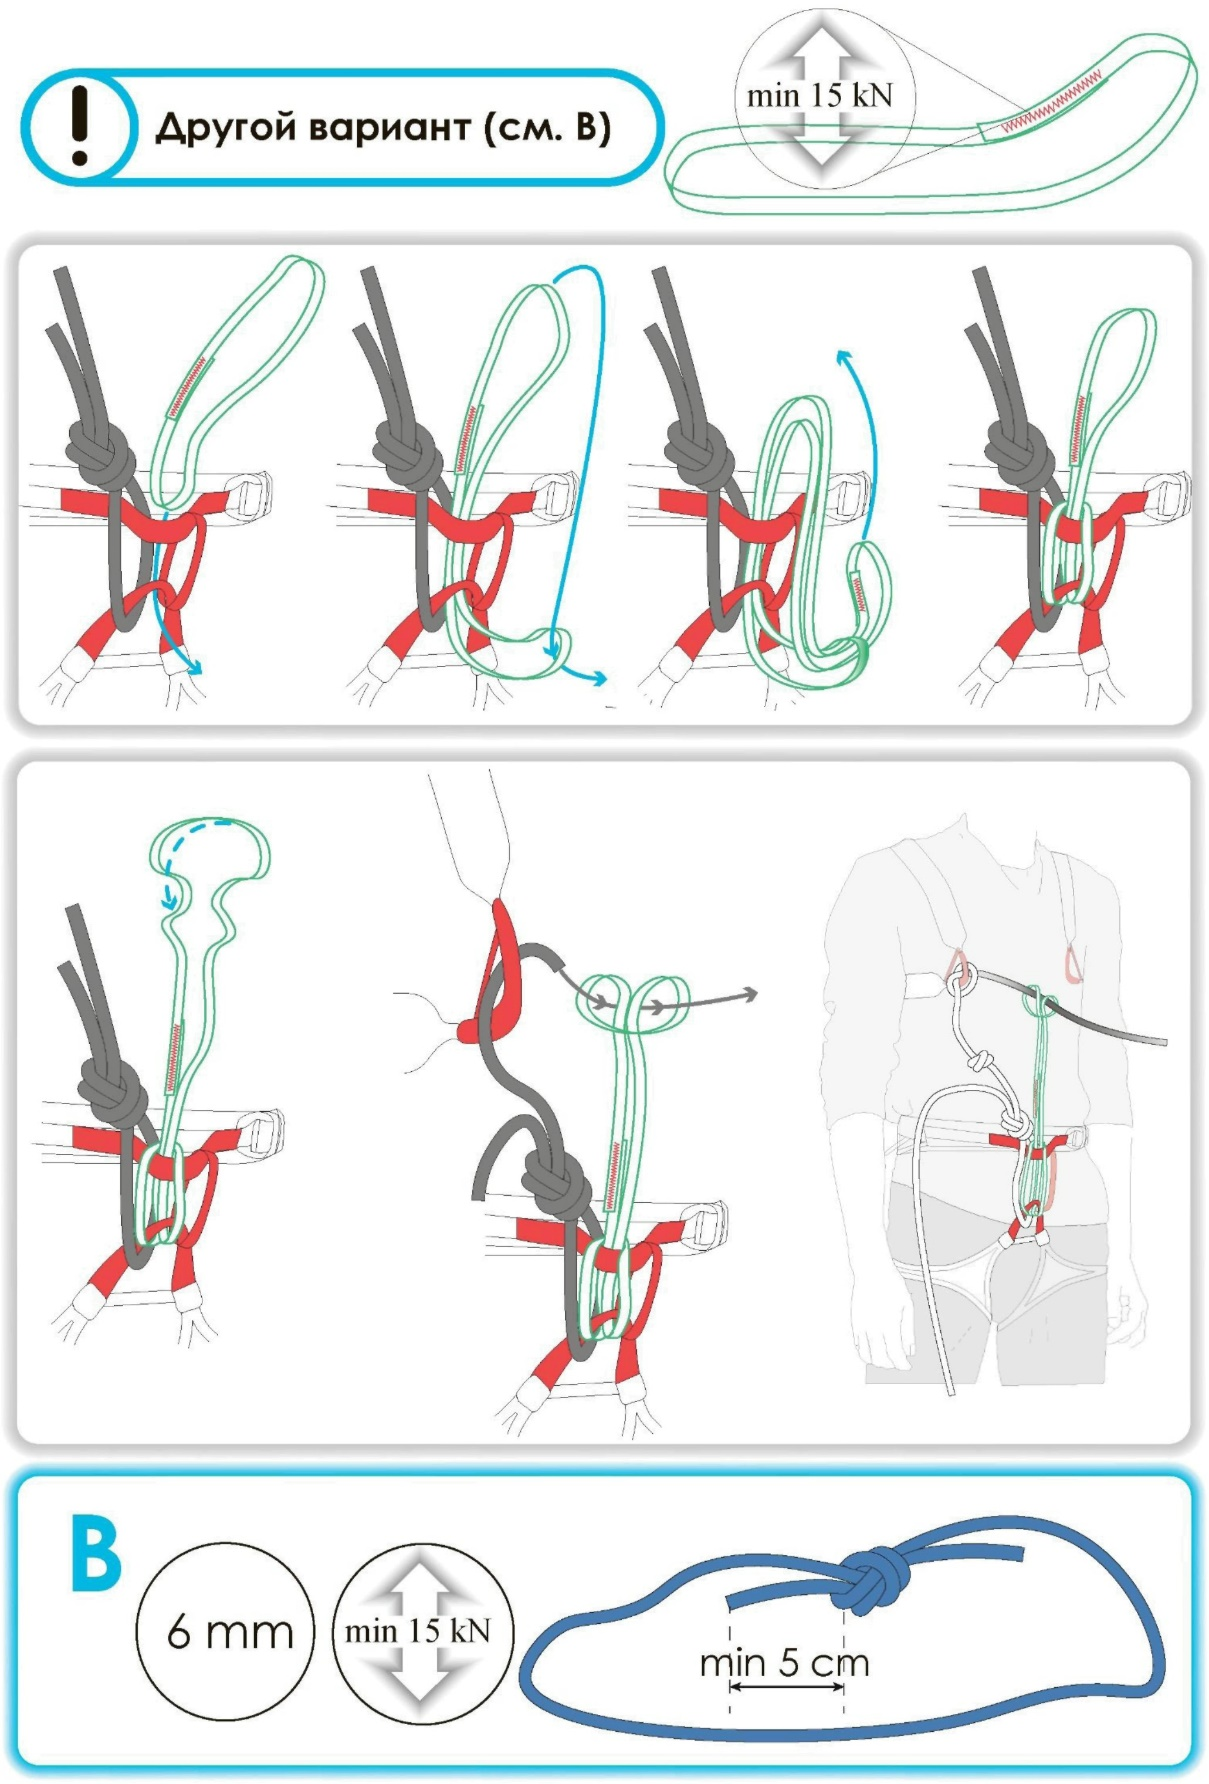 !
Другой вариант (см. В)
min 15 kN
В
6 mm
min 15 kN
min 5 cm